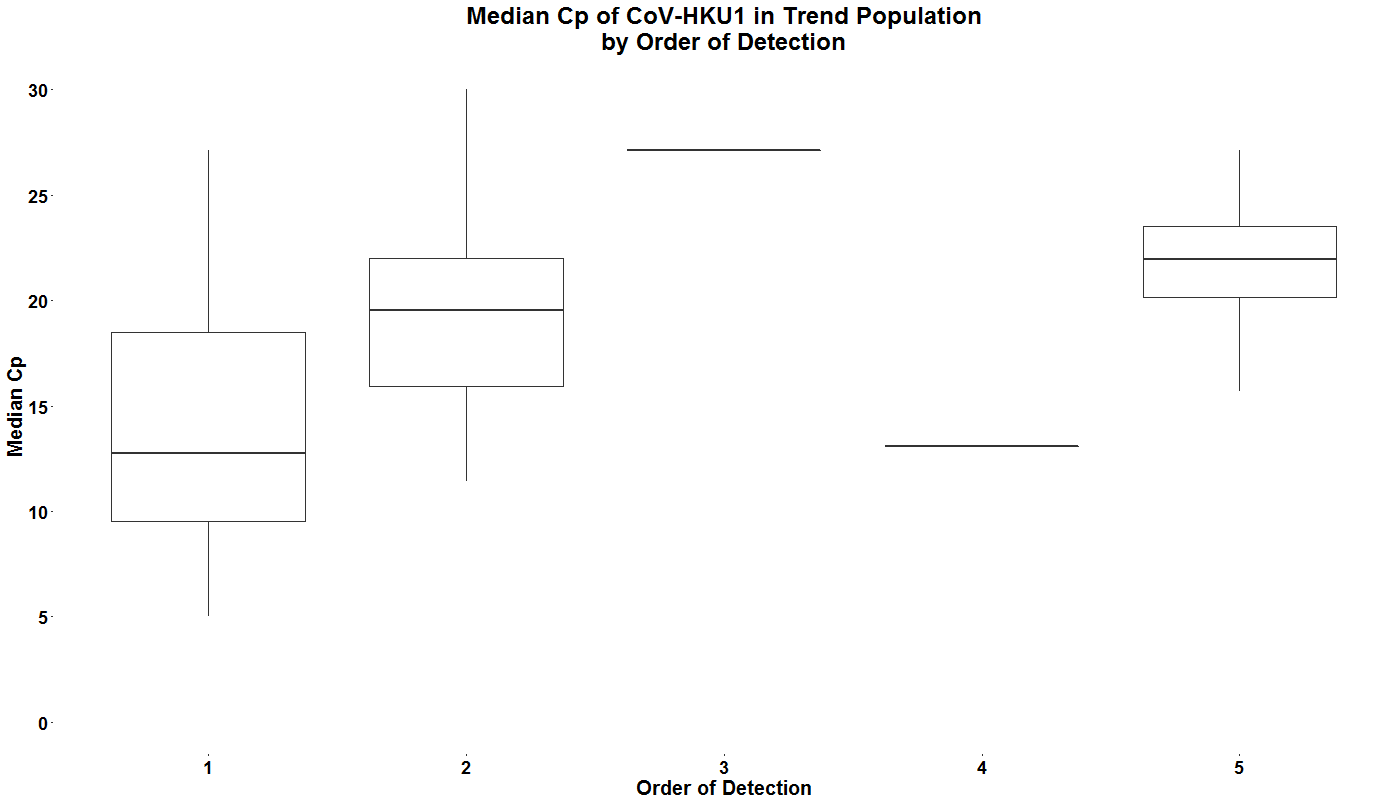 Median Cp of CoV-HKU1 in Trend Population
by Order of Detection
30
25
20
15
10
5
0
Median Cp
1 2 3 4 5
Order of Detection